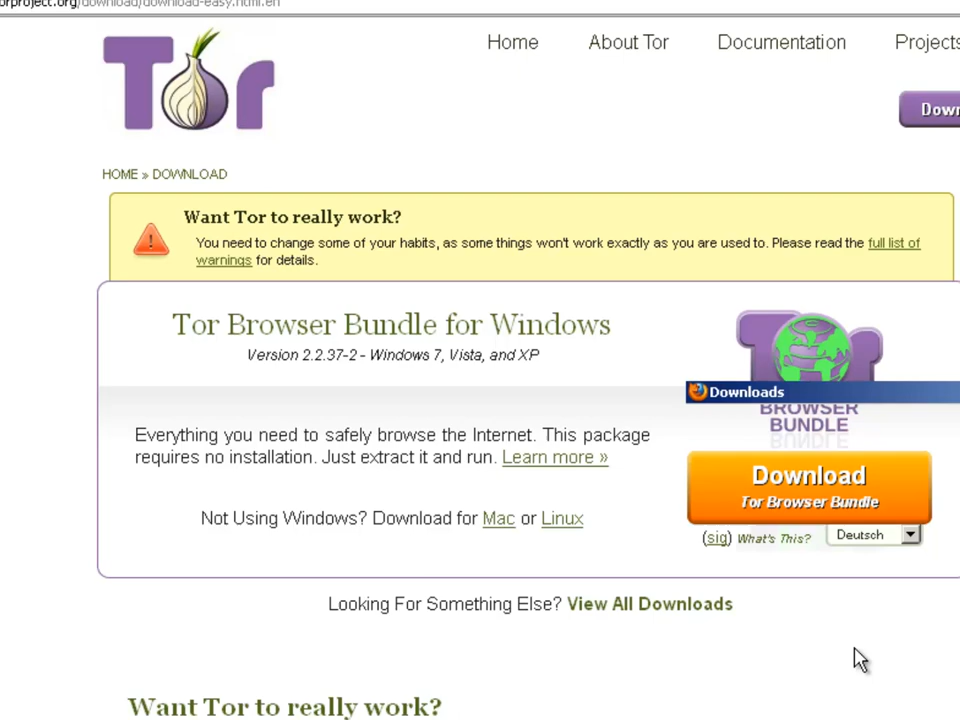 orproject.org/download/download-easy.html.en
Tor
Home About Tor Documentation Projects
Down
HOME » DOWNLOAD
Want Tor to really work?
You need to change some of your habits, as some things won't work exactly as you are used to. Please read the full list of
warnings for details.
Tor Browser Bundle for Windows
Version 2.2.37-2 - Windows 7, Vista, and XP
Downloads
BROWSER
BUNDLE
Everything you need to safely browse the Internet. This package
requires no installation. Just extract it and run. Learn more »
Download
Tor Browser Bundle
Not Using Windows? Download for Mac or Linux
(sig) What's This? Deutsch
Looking For Something Else? View All Downloads
Want Tor to really work?